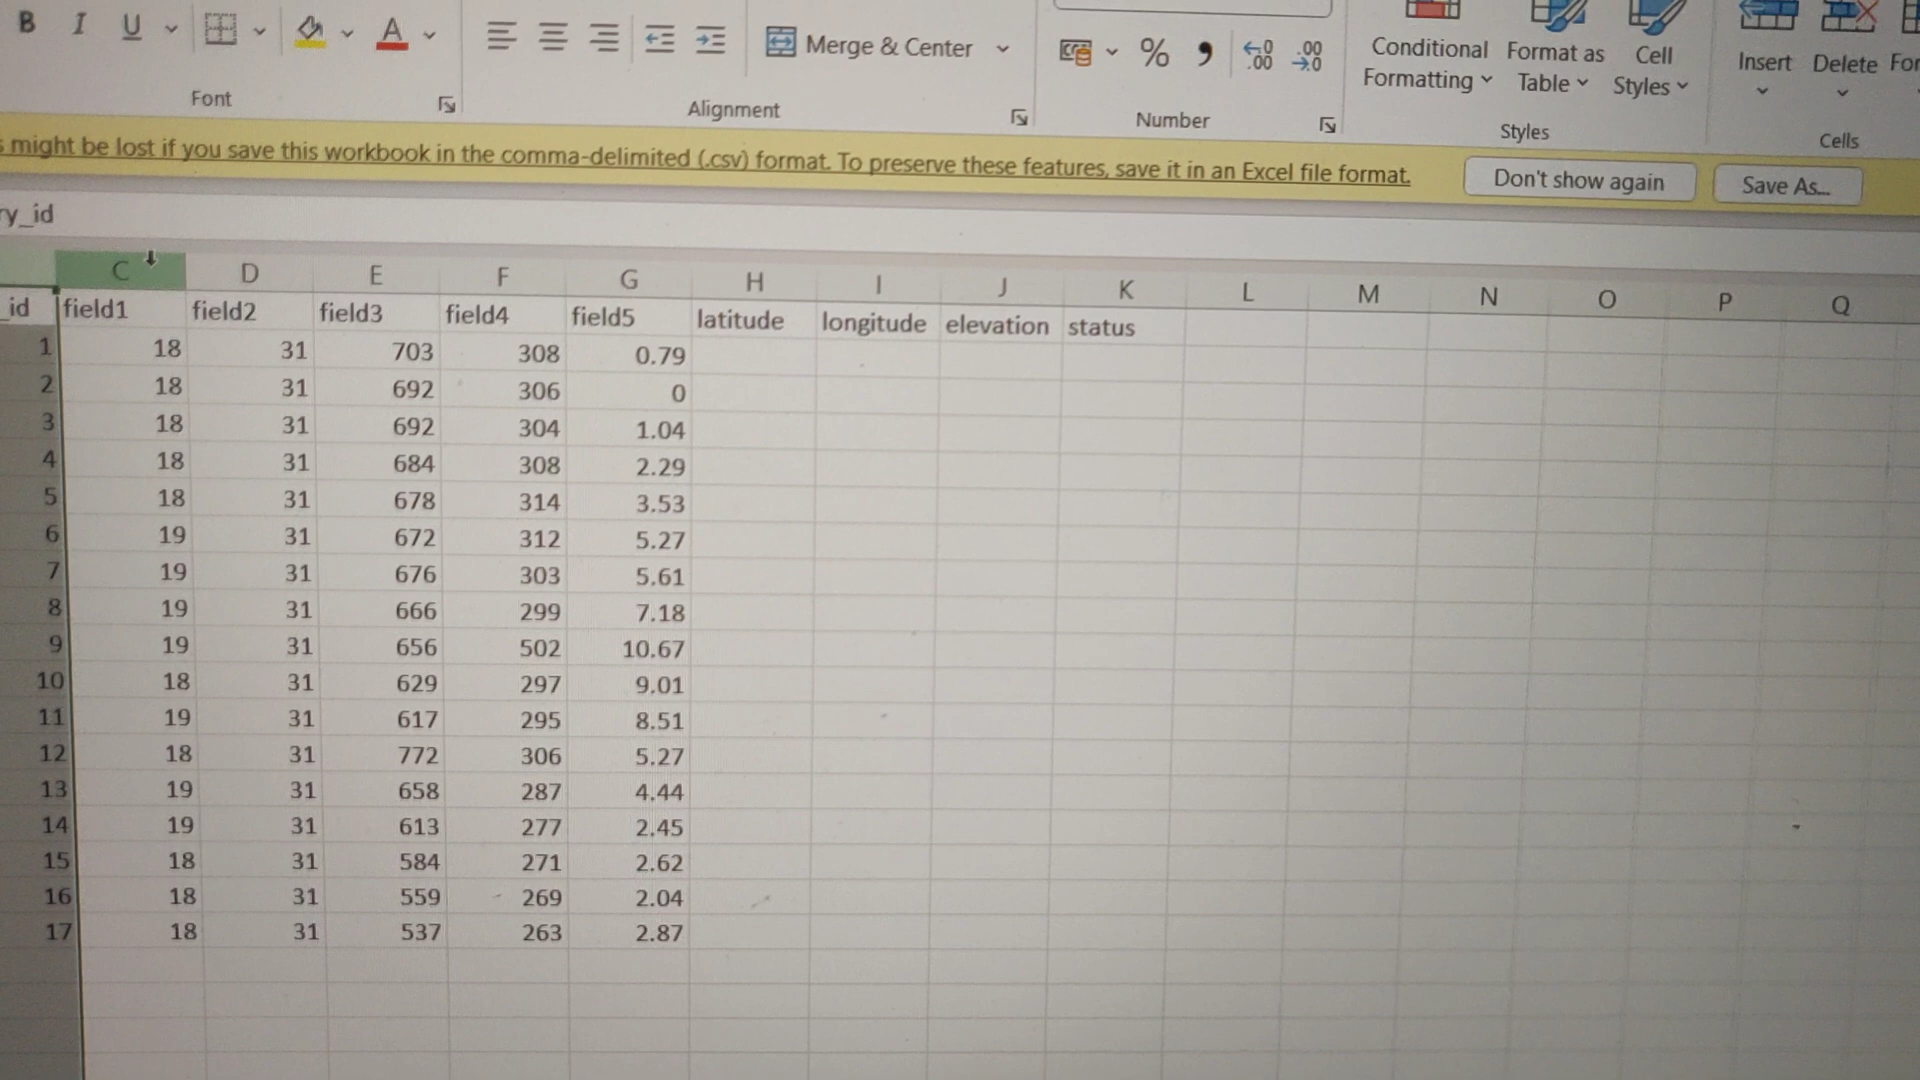 B I U A Merge & Center % , Conditional Formatting Format as Table Cell Styles Insert Delete
Font Alignment Number Styles Cells
might be lost if you save this workbook in the comma-delimited (.csv) format. To preserve these features, save it in an Excel file format. Don't show again Save As...
ry_id
C D E F G H I J K L M N O P Q
_id field1 field2 field3 field4 field5 latitude longitude elevation status
1 18 31 703 308 0.79
2 18 31 692 306 0
3 18 31 692 304 1.04
4 18 31 684 308 2.29
5 18 31 678 314 3.53
6 19 31 672 312 5.27
7 19 31 676 303 5.61
8 19 31 666 299 7.18
9 19 31 656 502 10.67
10 18 31 629 297 9.01
11 19 31 617 295 8.51
12 18 31 772 306 5.27
13 19 31 658 287 4.44
14 19 31 613 277 2.45
15 18 31 584 271 2.62
16 18 31 559 269 2.04
17 18 31 537 263 2.87